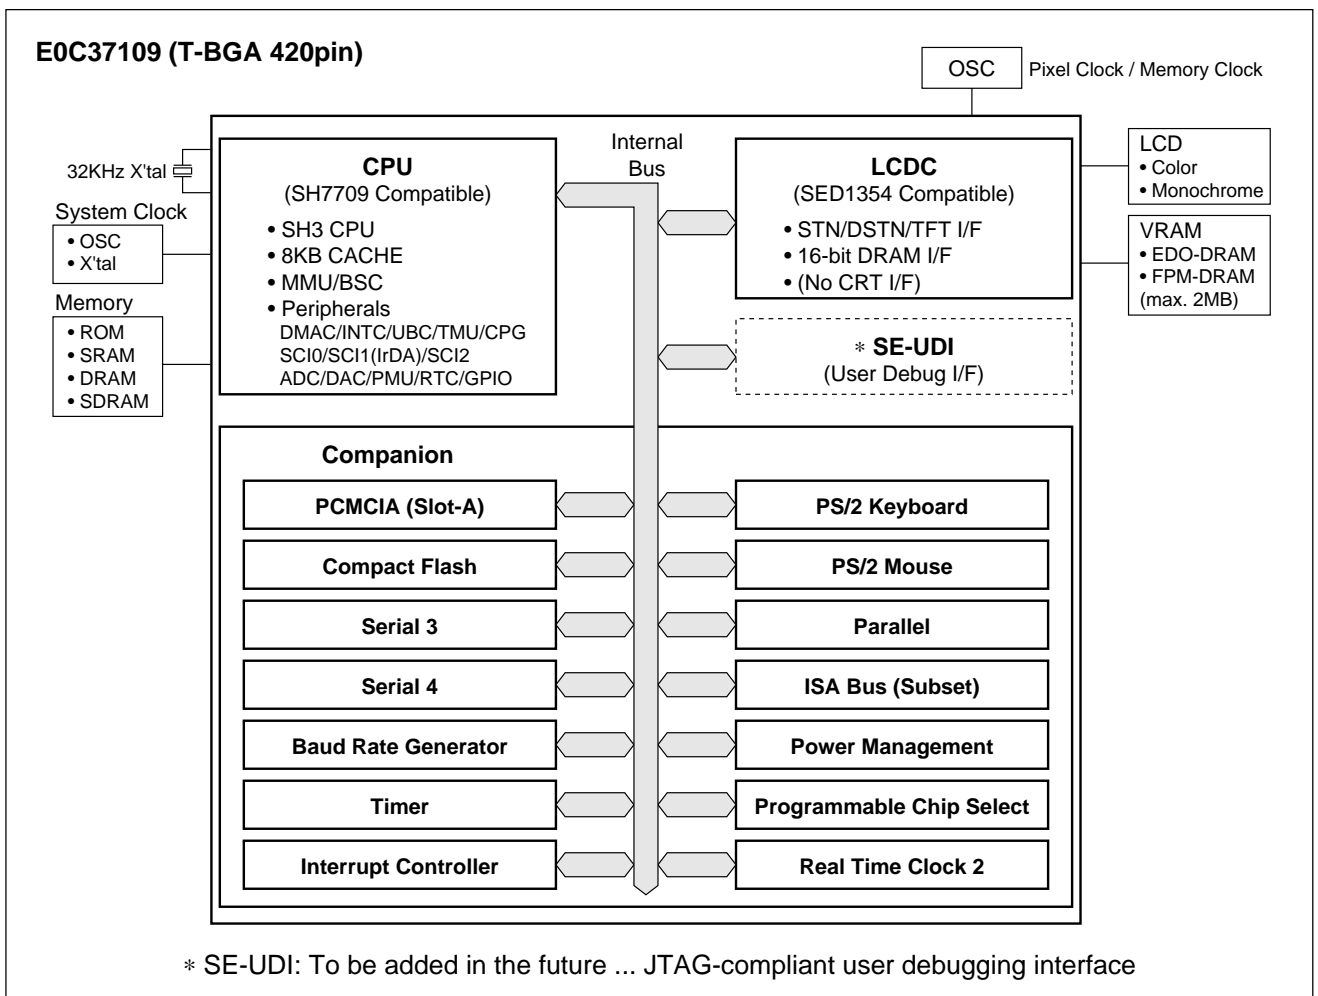 E0C37109 (T-BGA 420pin)
OSC
Pixel Clock / Memory Clock
32KHz X'tal
System Clock
• OSC
• X'tal
Memory
• ROM
• SRAM
• DRAM
• SDRAM
CPU
(SH7709 Compatible)
• SH3 CPU
• 8KB CACHE
• MMU/BSC
• Peripherals
DMAC/INTC/UBC/TMU/CPG
SCI0/SCI1(IrDA)/SCI2
ADC/DAC/PMU/RTC/GPIO
Internal
Bus
LCDC
(SED1354 Compatible)
• STN/DSTN/TFT I/F
• 16-bit DRAM I/F
• (No CRT I/F)
LCD
• Color
• Monochrome
VRAM
• EDO-DRAM
• FPM-DRAM
(max. 2MB)
* SE-UDI
(User Debug I/F)
Companion
PCMCIA (Slot-A)
PS/2 Keyboard
Compact Flash
PS/2 Mouse
Serial 3
Parallel
Serial 4
ISA Bus (Subset)
Baud Rate Generator
Power Management
Timer
Programmable Chip Select
Interrupt Controller
Real Time Clock 2
* SE-UDI: To be added in the future ... JTAG-compliant user debugging interface